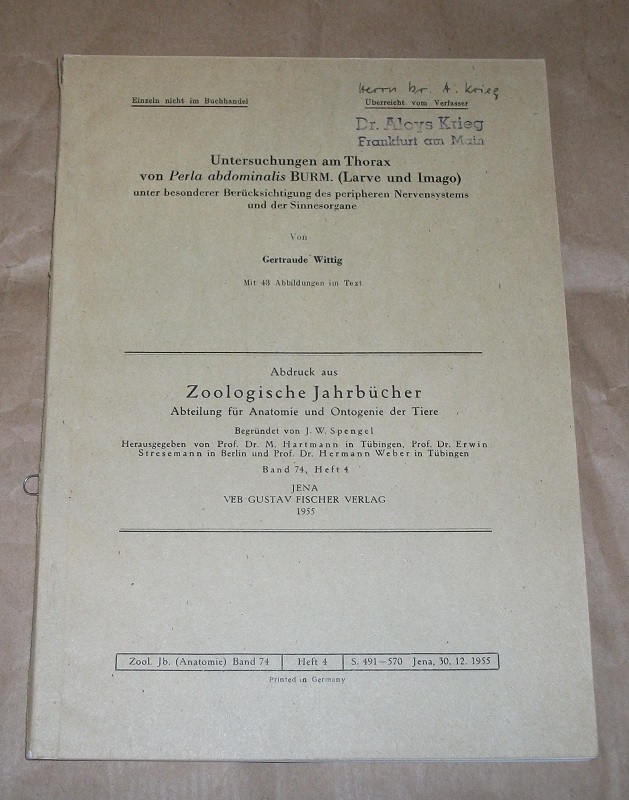 Herrn Dr. A. Krieg
Einzeln nicht im Buchhandel
Überreicht vom Verfasser
Dr. Aloys Krieg
Frankfurt am Main
Untersuchungen am Thorax
von Perla abdominalis BURM. (Larve und Imago)
unter besonderer Berücksichtigung des peripheren Nervensystems
und der Sinnesorgane
Von
Gertraude Wittig
Mit 43 Abbildungen im Text
Abdruck aus
Zoologische Jahrbücher
Abteilung für Anatomie und Ontogenie der Tiere
Begründet von J. W. Spengel
Herausgegeben von Prof. Dr. M. Hartmann in Tübingen, Prof. Dr. Erwin
Stresemann in Berlin und Prof. Dr. Hermann Weber in Tübingen
Band 74, Heft 4
JENA
VEB GUSTAV FISCHER VERLAG
1955
Zool. Jb. (Anatomie) Band 74 Heft 4 S. 491–570 Jena, 30. 12. 1955
Printed in Germany